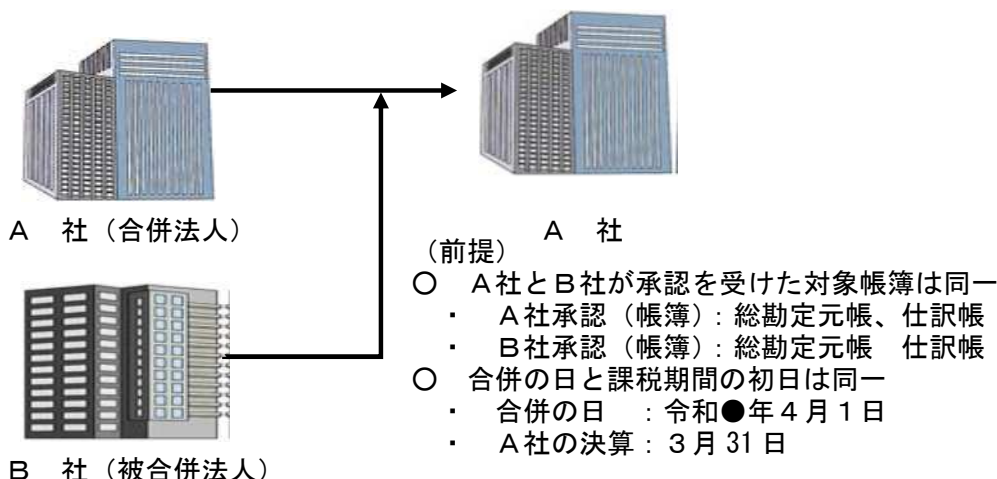 A　社（合併法人）
A　社
（前提）
○　A社とB社が承認を受けた対象帳簿は同一
・　A社承認（帳簿）：総勘定元帳、仕訳帳
・　B社承認（帳簿）：総勘定元帳　仕訳帳
○　合併の日と課税期間の初日は同一
・　合併の日　：令和●年４月１日
・　A社の決算：３月31日
B　社（被合併法人）